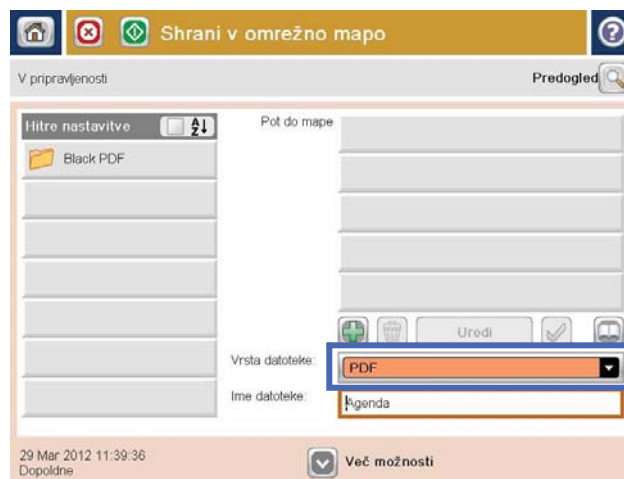 Shrani v omrežno mapo
V pripravljenosti
Predogled
Hitre nastavitve
Pot do mape
Black PDF
Uredi
Vrsta datoteke:
PDF
Ime datoteke:
Agenda
29 Mar 2012 11:39:36
Dopoldne
Več možnosti